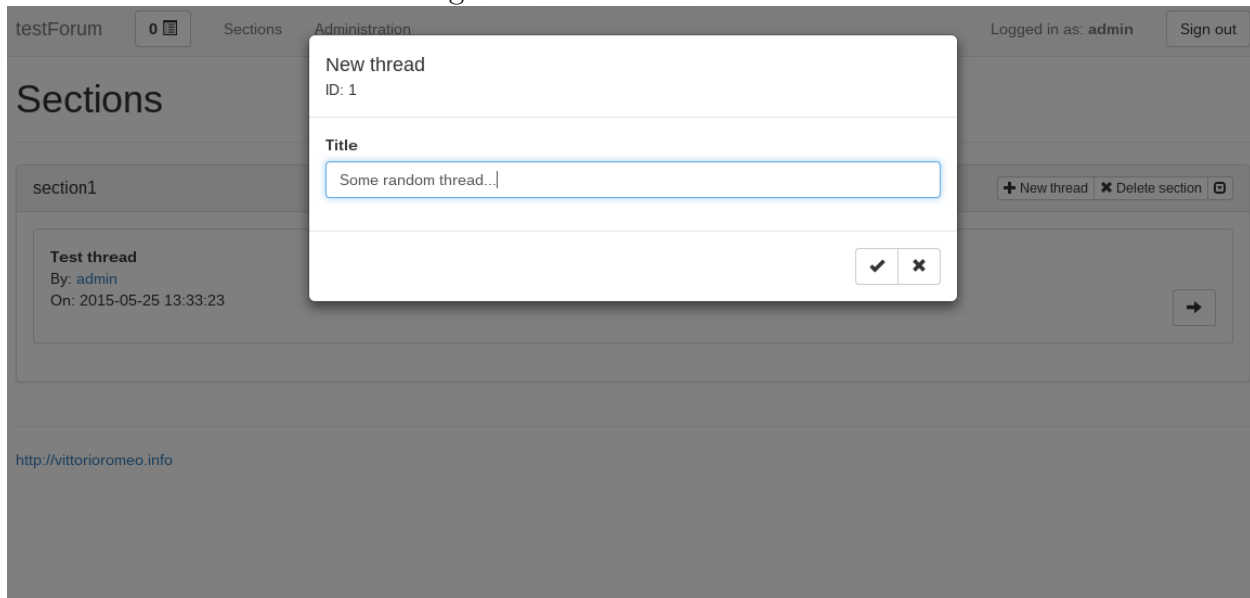 testForum 0 Sections Administration Logged in as: admin Sign out
New thread
ID: 1
Sections
Title
Some random thread...
section1 New thread Delete section
Test thread
By: admin
On: 2015-05-25 13:33:23
http://vittorioromeo.info